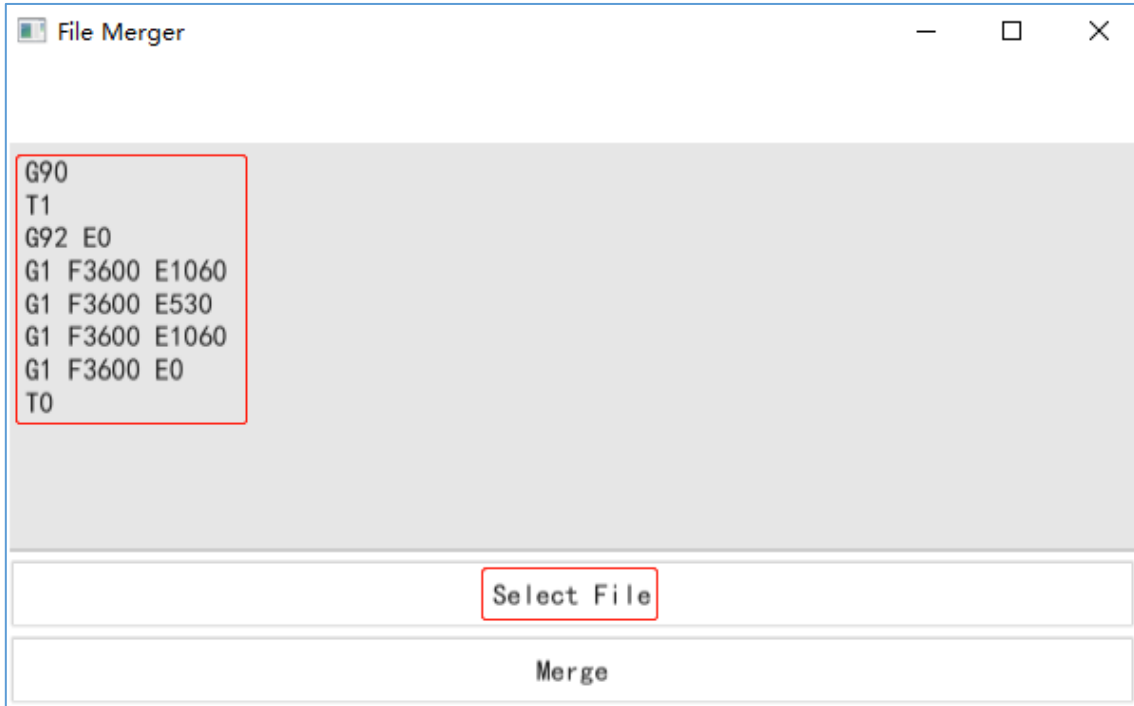 File Merger
G90
T1
G92 E0
G1 F3600 E1060
G1 F3600 E530
G1 F3600 E1060
G1 F3600 E0
T0
Select File
Merge